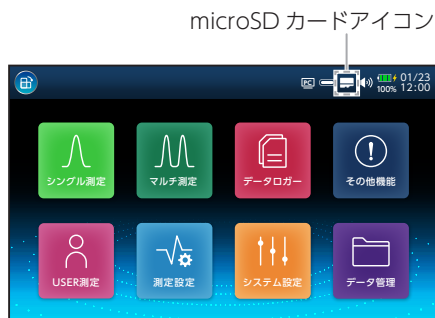 microSD カードアイコン
PC
01/23
100% 12:00
シングル測定
マルチ測定
データロガー
その他機能
USER測定
測定設定
システム設定
データ管理